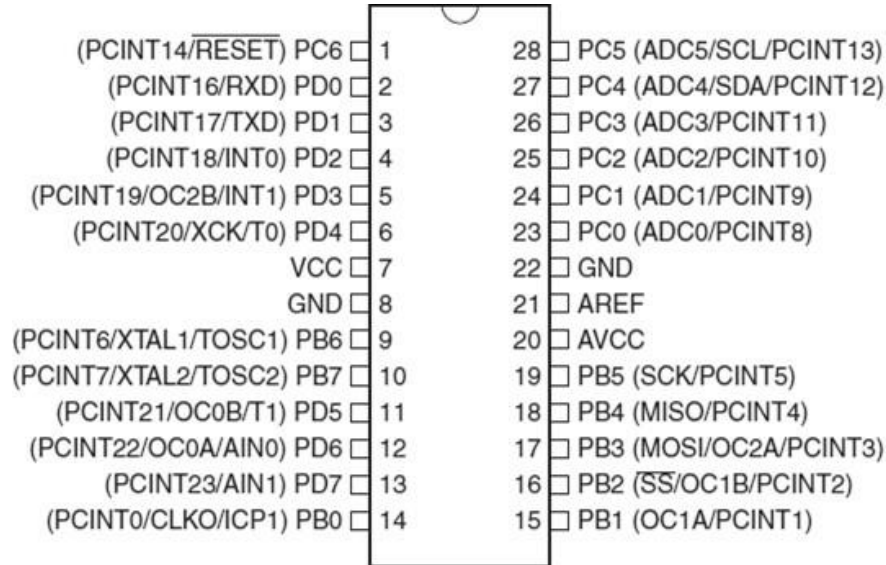 (PCINT14/RESET) PC6 1 28 PC5 (ADC5/SCL/PCINT13)
(PCINT16/RXD) PD0 2 27 PC4 (ADC4/SDA/PCINT12)
(PCINT17/TXD) PD1 3 26 PC3 (ADC3/PCINT11)
(PCINT18/INT0) PD2 4 25 PC2 (ADC2/PCINT10)
(PCINT19/OC2B/INT1) PD3 5 24 PC1 (ADC1/PCINT9)
(PCINT20/XCK/T0) PD4 6 23 PC0 (ADC0/PCINT8)
VCC 7 22 GND
GND 8 21 AREF
(PCINT6/XTAL1/TOSC1) PB6 9 20 AVCC
(PCINT7/XTAL2/TOSC2) PB7 10 19 PB5 (SCK/PCINT5)
(PCINT21/OC0B/T1) PD5 11 18 PB4 (MISO/PCINT4)
(PCINT22/OC0A/AIN0) PD6 12 17 PB3 (MOSI/OC2A/PCINT3)
(PCINT23/AIN1) PD7 13 16 PB2 (SS/OC1B/PCINT2)
(PCINT0/CLKO/ICP1) PB0 14 15 PB1 (OC1A/PCINT1)